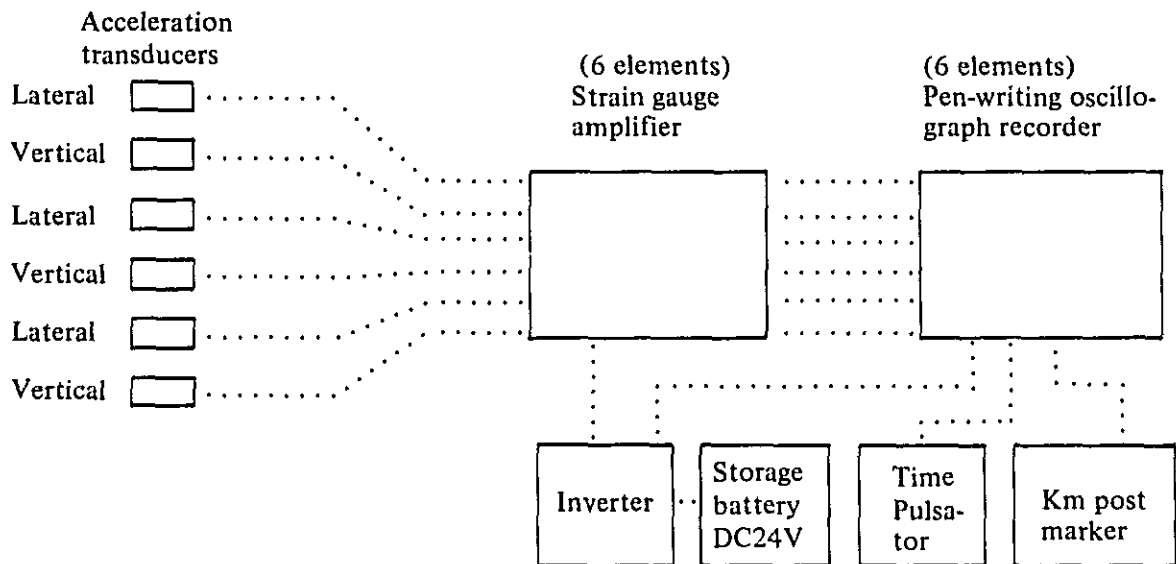 Acceleration
transducers
(6 elements)
Strain gauge
amplifier
(6 elements)
Pen-writing oscillo-
graph recorder
Lateral
Vertical
Lateral
Vertical
Lateral
Vertical
Inverter
Storage
battery
DC24V
Time
Pulsa-
tor
Km post
marker